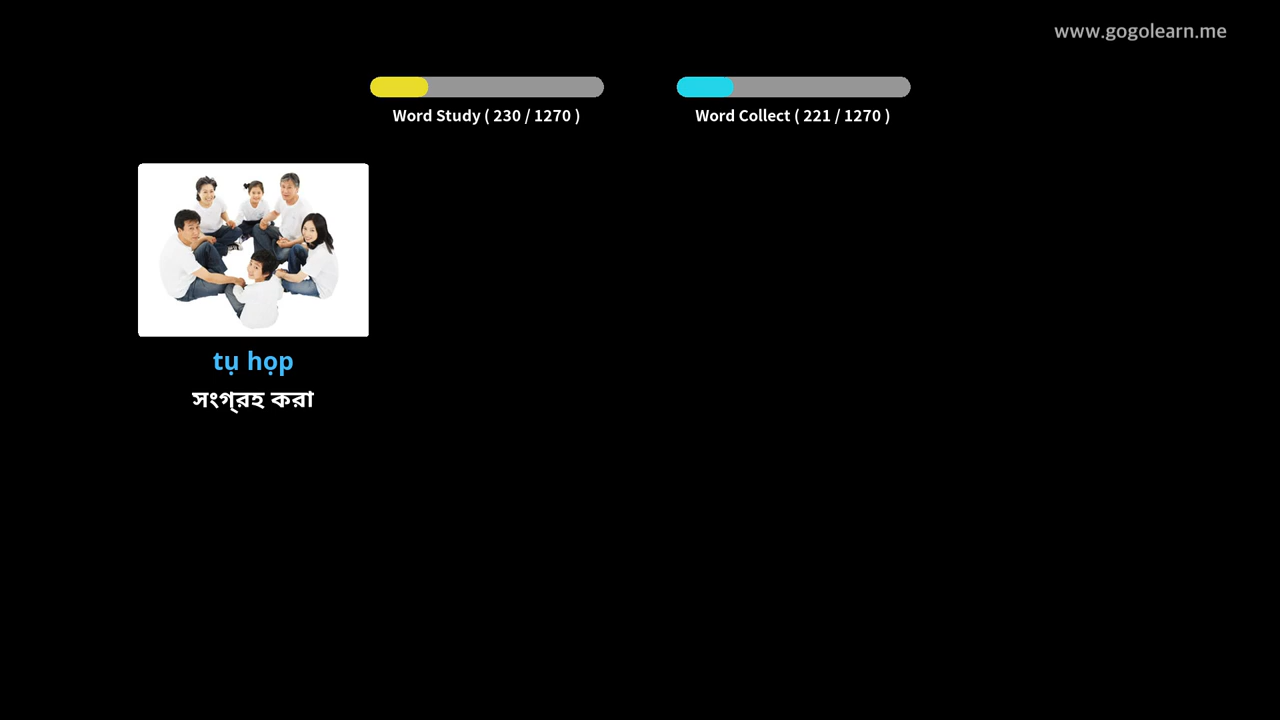 www.gogolearn.me
Word Study ( 230 / 1270 )
Word Collect ( 221 / 1270 )
tụ họp
সংগ্রহ করা